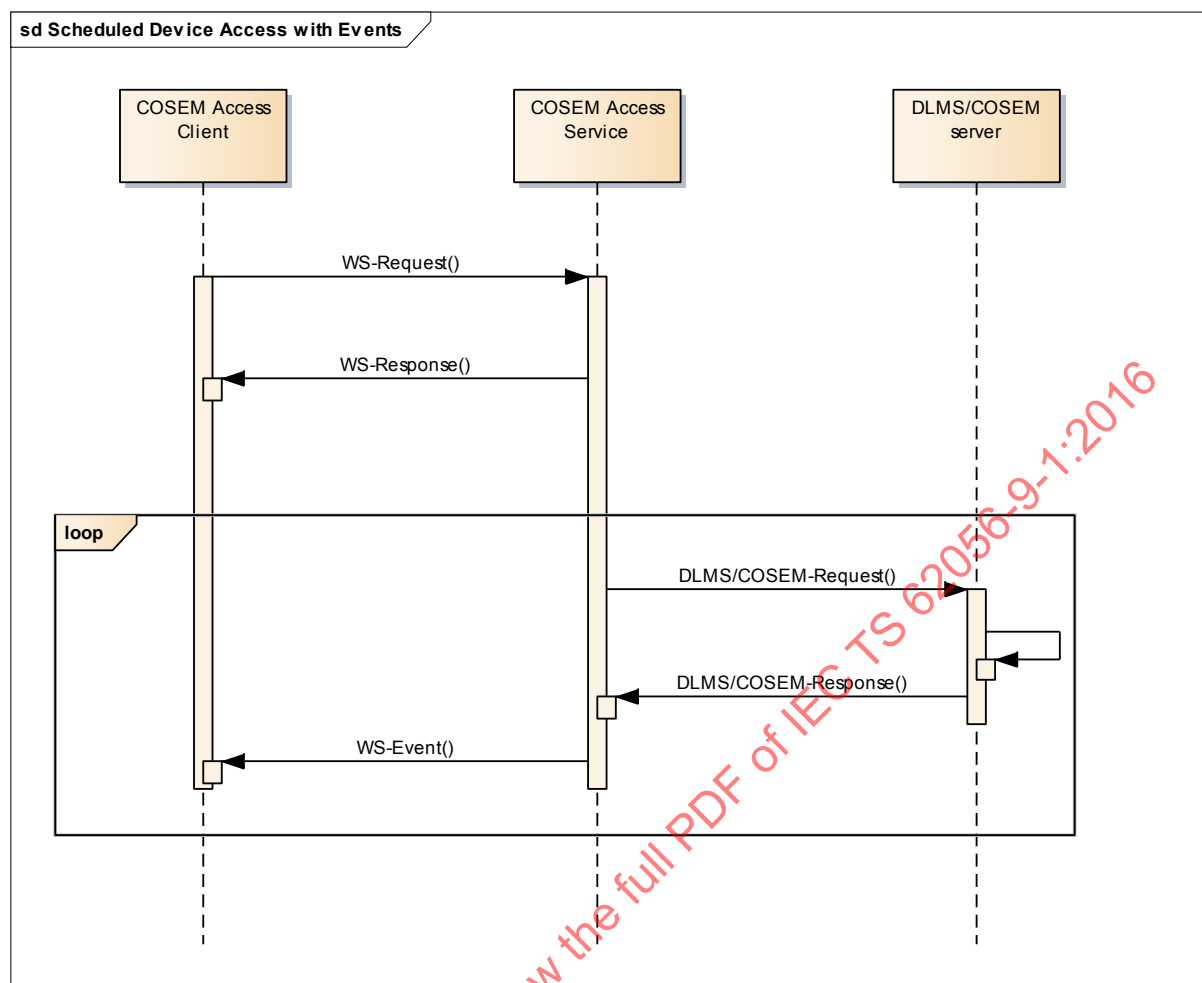 sd Scheduled Device Access with Events
COSEM Access
Client
COSEM Access
Service
DLMS/COSEM
server
WS-Request()
WS-Response()
loop
DLMS/COSEM-Request()
DLMS/COSEM-Response()
WS-Event()
w the full PDF of IEC TS 62056-9-1:2016